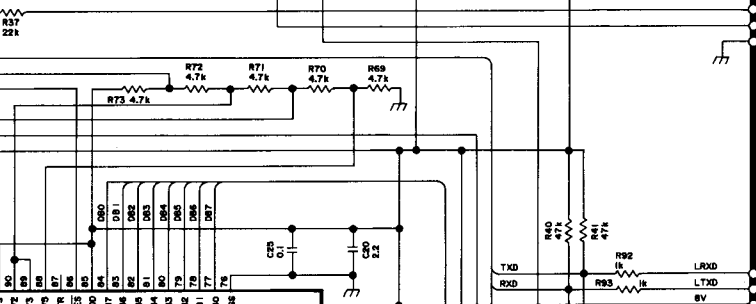 R37
22k
R72
4.7k
R71
4.7k
R70
4.7k
R69
4.7k
R73 4.7k
DB0
DB1
DB2
DB3
DB4
DB5
DB6
DB7
C25
0.1
C20
2.2
R40
47k
R41
47k
90
89
88
87
86
85
84
83
82
81
80
79
78
77
76
TXD
RXD
R92
1k
R93
1k
LRXD
LTXD
8V